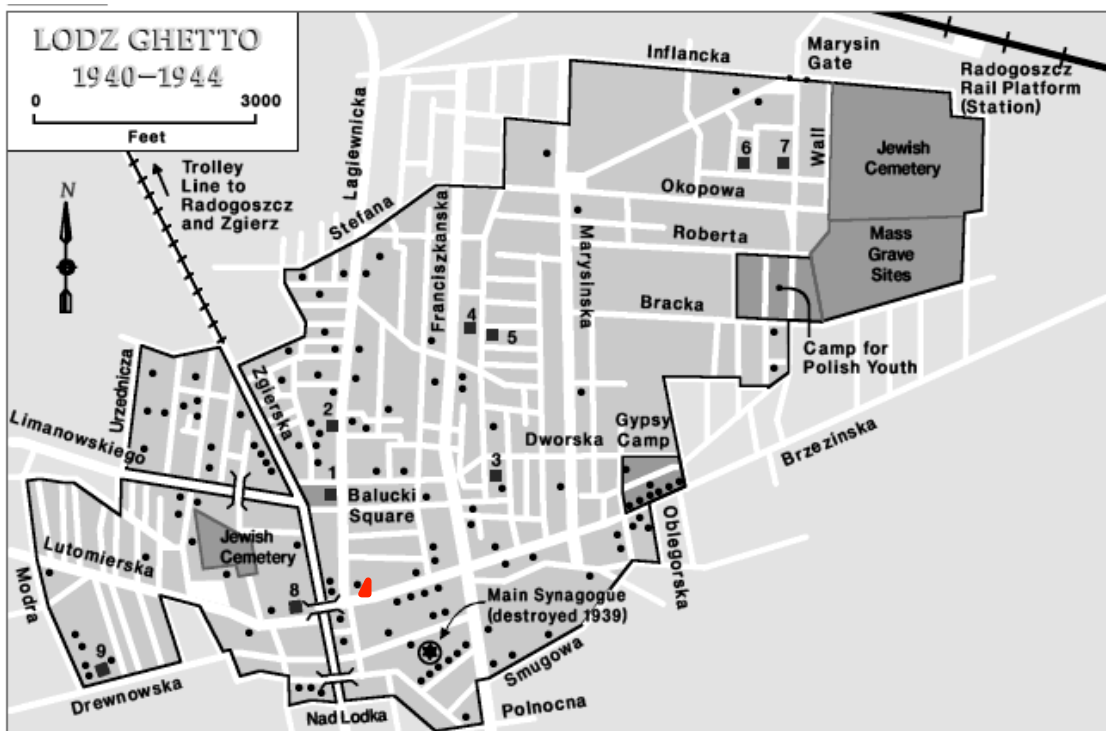 LODZ GHETTO
1940–1944
0 3000
Feet
Trolley
Line to
Radogoszcz
and Zgierz
N
Inflancka
Marysin
Gate
Radogoszcz
Rail Platform
(Station)
Lagiewnicka
Stefana
Franciszkanska
Marysinska
6
7
Wall
Jewish
Cemetery
Okopowa
Roberta
Mass
Grave
Sites
Bracka
4
5
Camp for
Polish Youth
Urzednicza
Zgierska
Limanowskiego
2
1
Balucki
Square
3
Dworska
Gypsy
Camp
Brzezinska
Oblegorska
Jewish
Cemetery
Lutomierska
Modra
8
9
Main Synagogue
(destroyed 1939)
Smugowa
Drewnowska
Nad Lodka
Polnocna